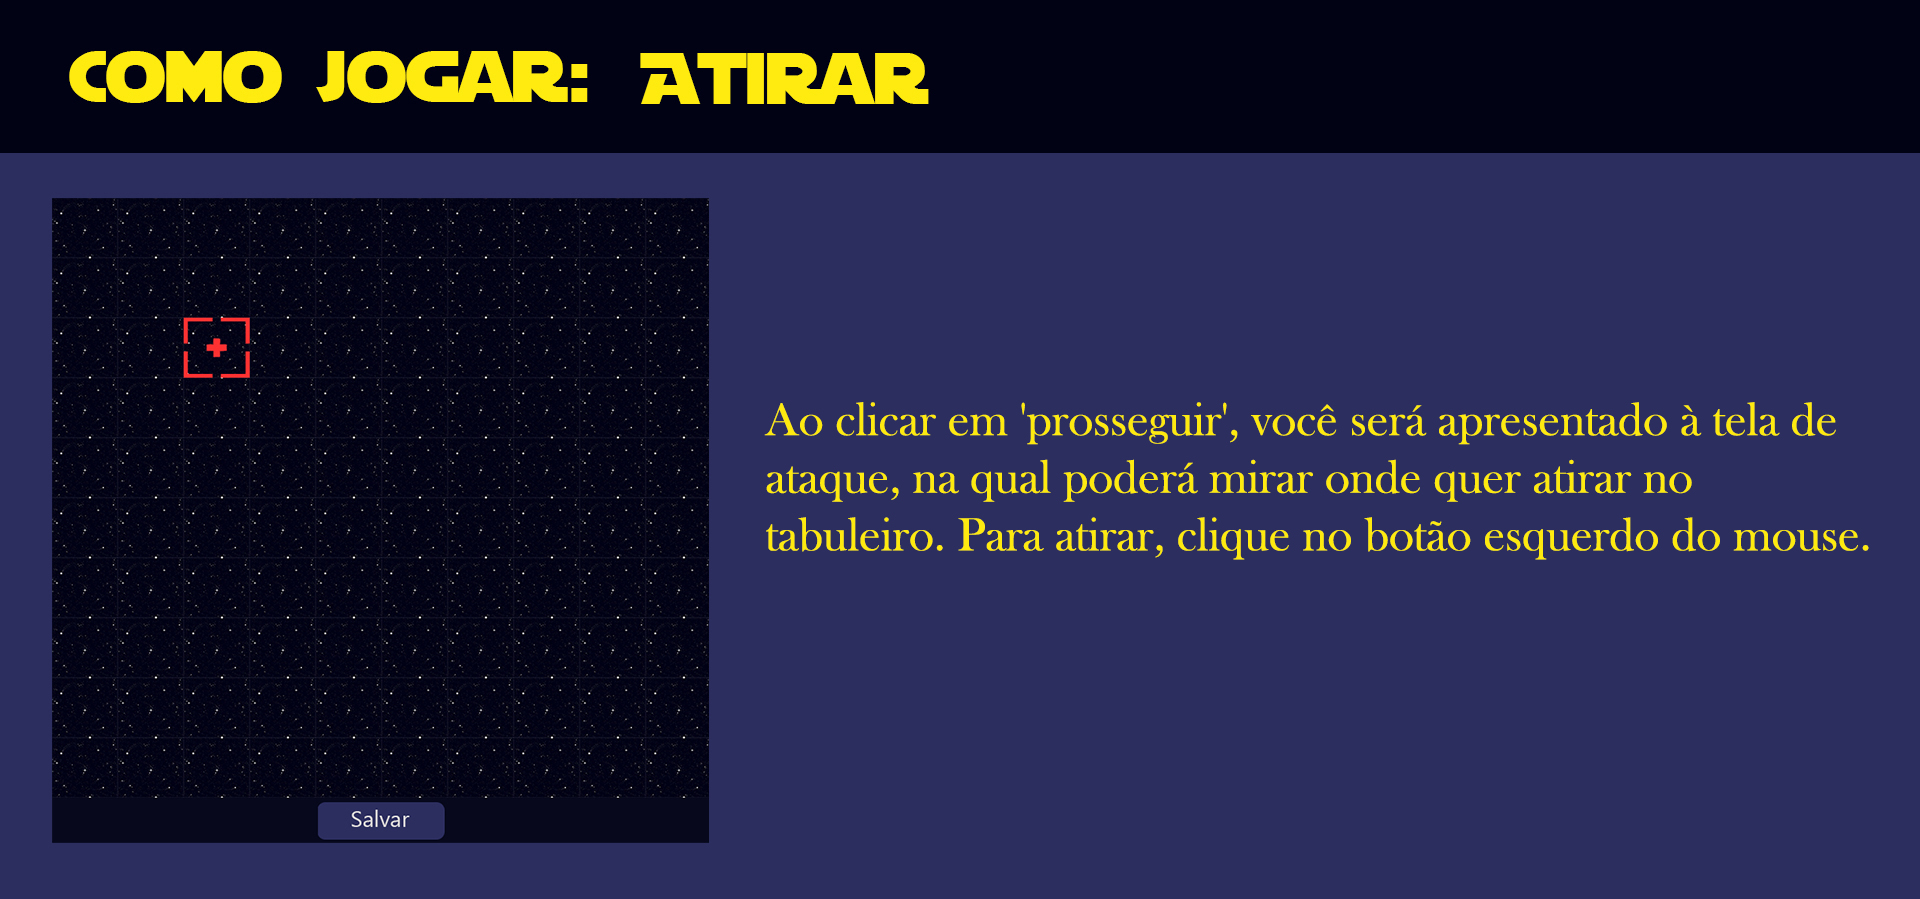 COMO JOGAR: ATIRAR
Ao clicar em 'prosseguir', você será apresentado à tela de
ataque, na qual poderá mirar onde quer atirar no
tabuleiro. Para atirar, clique no botão esquerdo do mouse.
Salvar